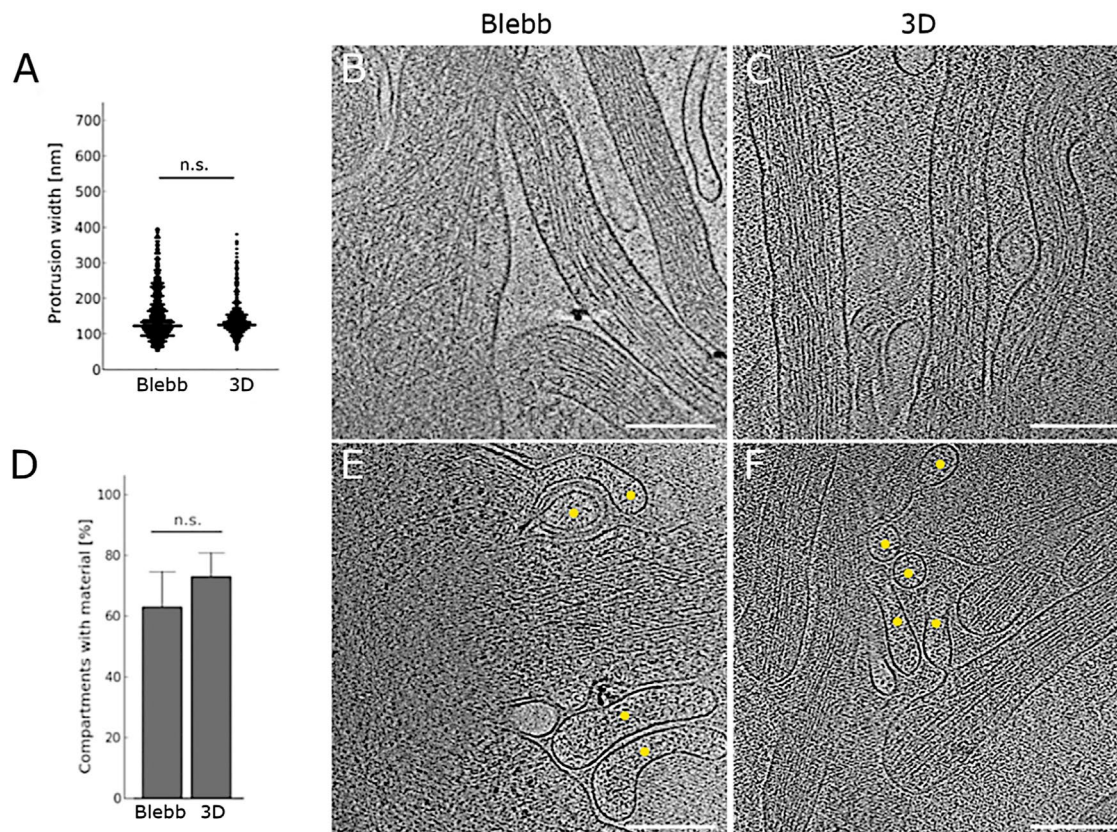 Blebb 3D
A
B
C
Protrusion width [nm]
700
600
500
400
300
200
100
0
n.s.
Blebb 3D
D
E
F
Compartments with material [%]
100
80
60
40
20
0
n.s.
Blebb 3D